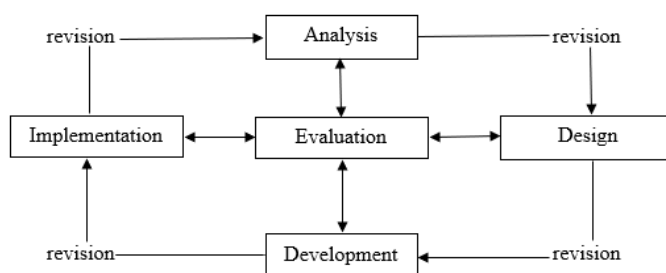 revision
Analysis
revision
Implementation
Evaluation
Design
revision
Development
revision